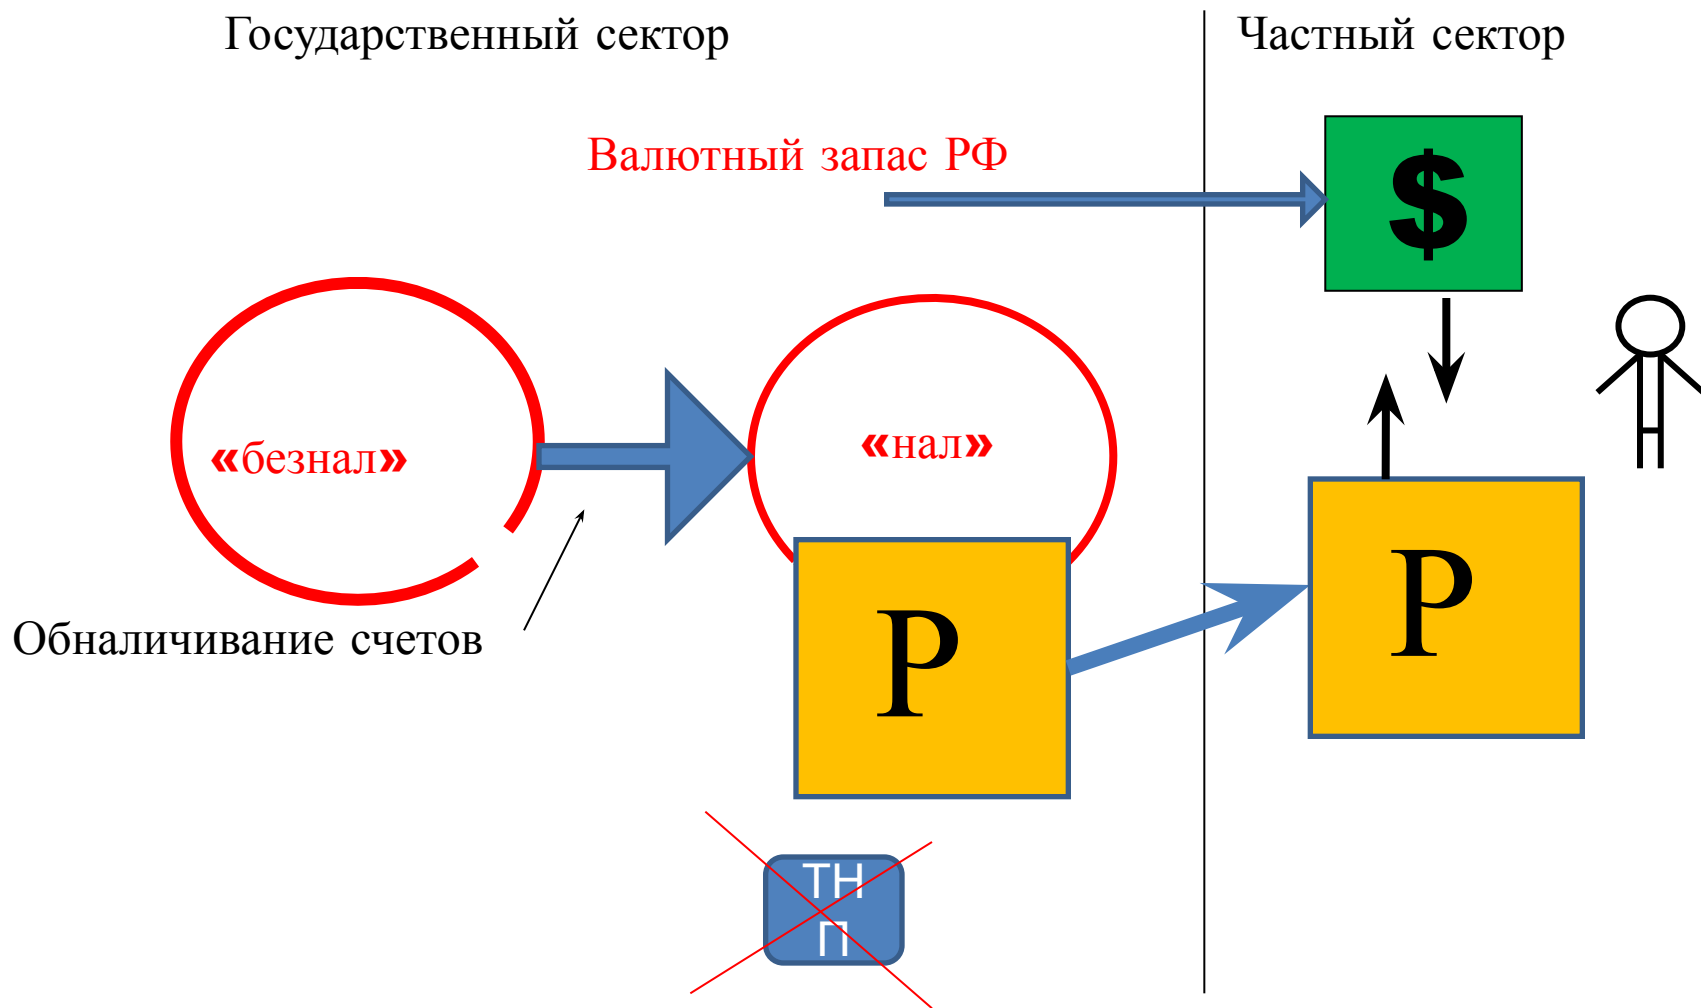 Государственный сектор
Частный сектор
Валютный запас РФ
$
«безнал»
«нал»
Р
Р
Обналичивание счетов
ТН
П